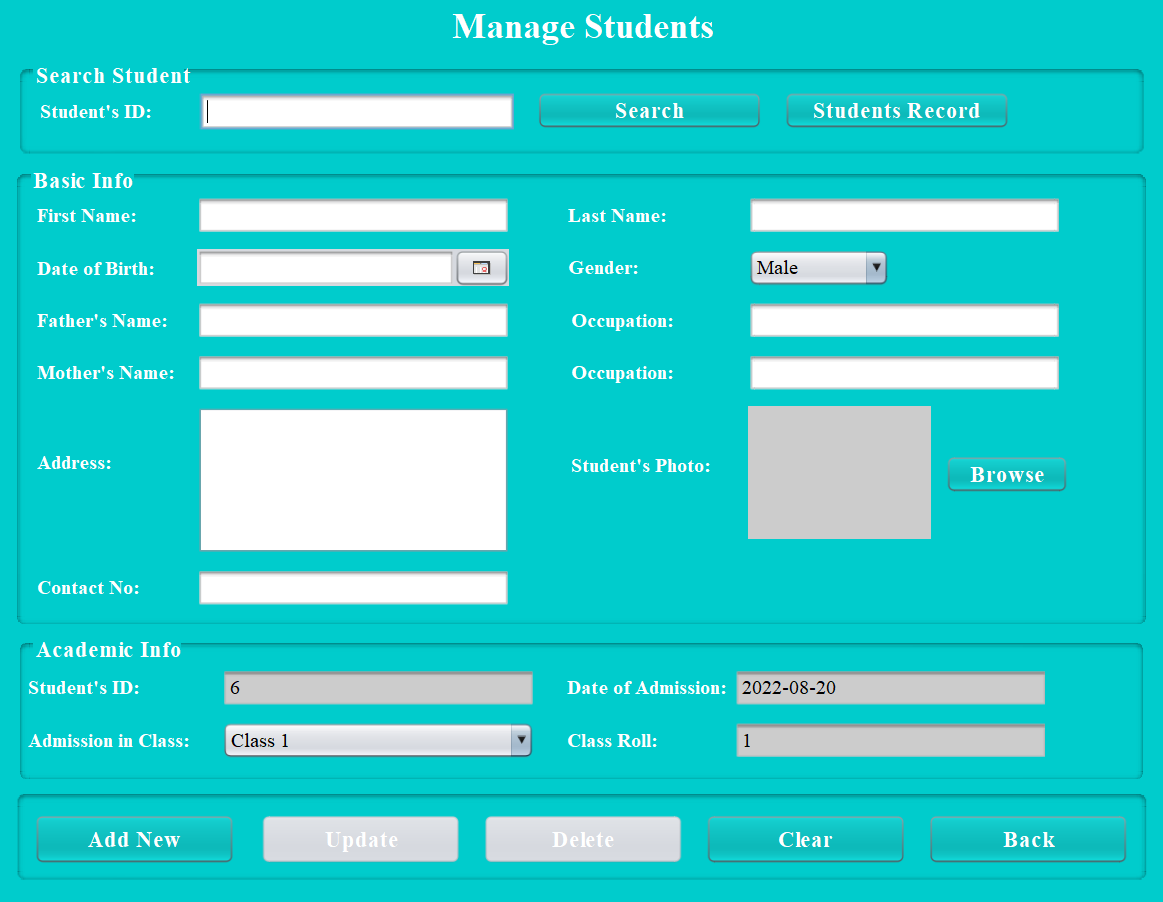 Manage Students
Search Student
Student's ID: Search Students Record
Basic Info
First Name: Last Name:
Date of Birth: Gender: Male
Father's Name: Occupation:
Mother's Name: Occupation:
Address: Student's Photo: Browse
Contact No:
Academic Info
Student's ID: 6 Date of Admission: 2022-08-20
Admission in Class: Class 1 Class Roll: 1
Add New Update Delete Clear Back